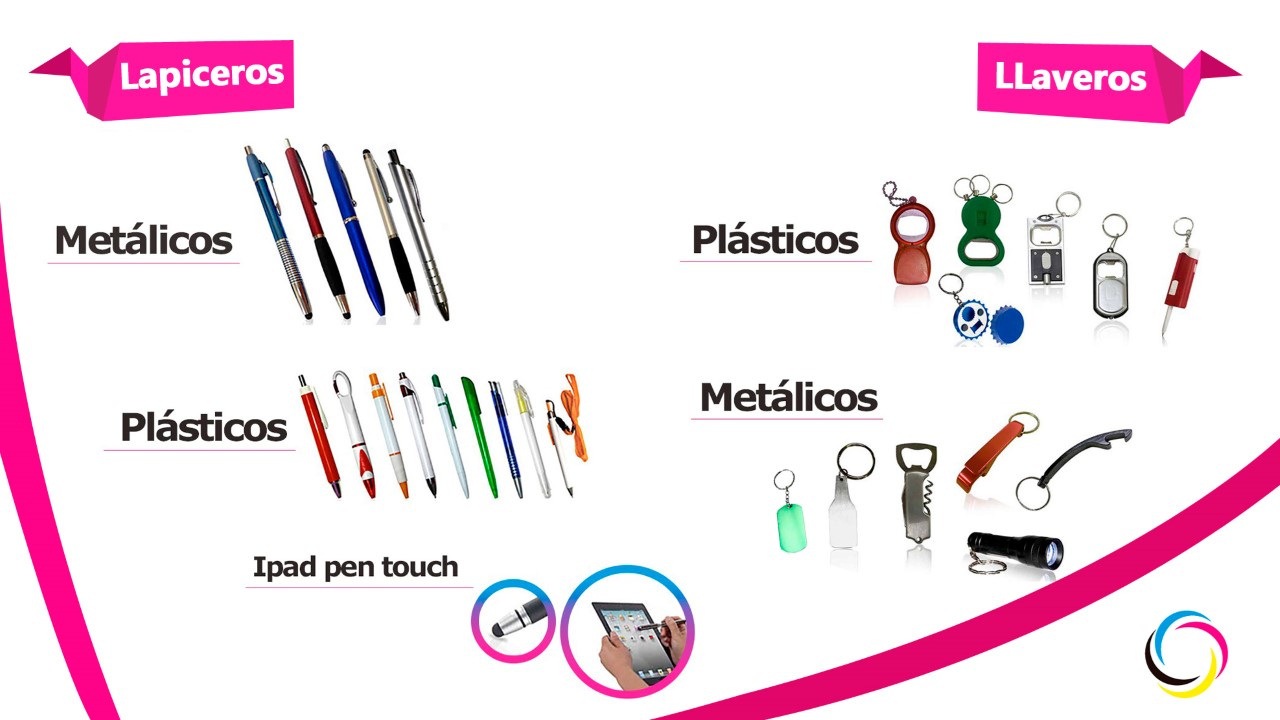 Lapiceros
Metálicos
Plásticos
Ipad pen touch
LLaveros
Plásticos
Metálicos